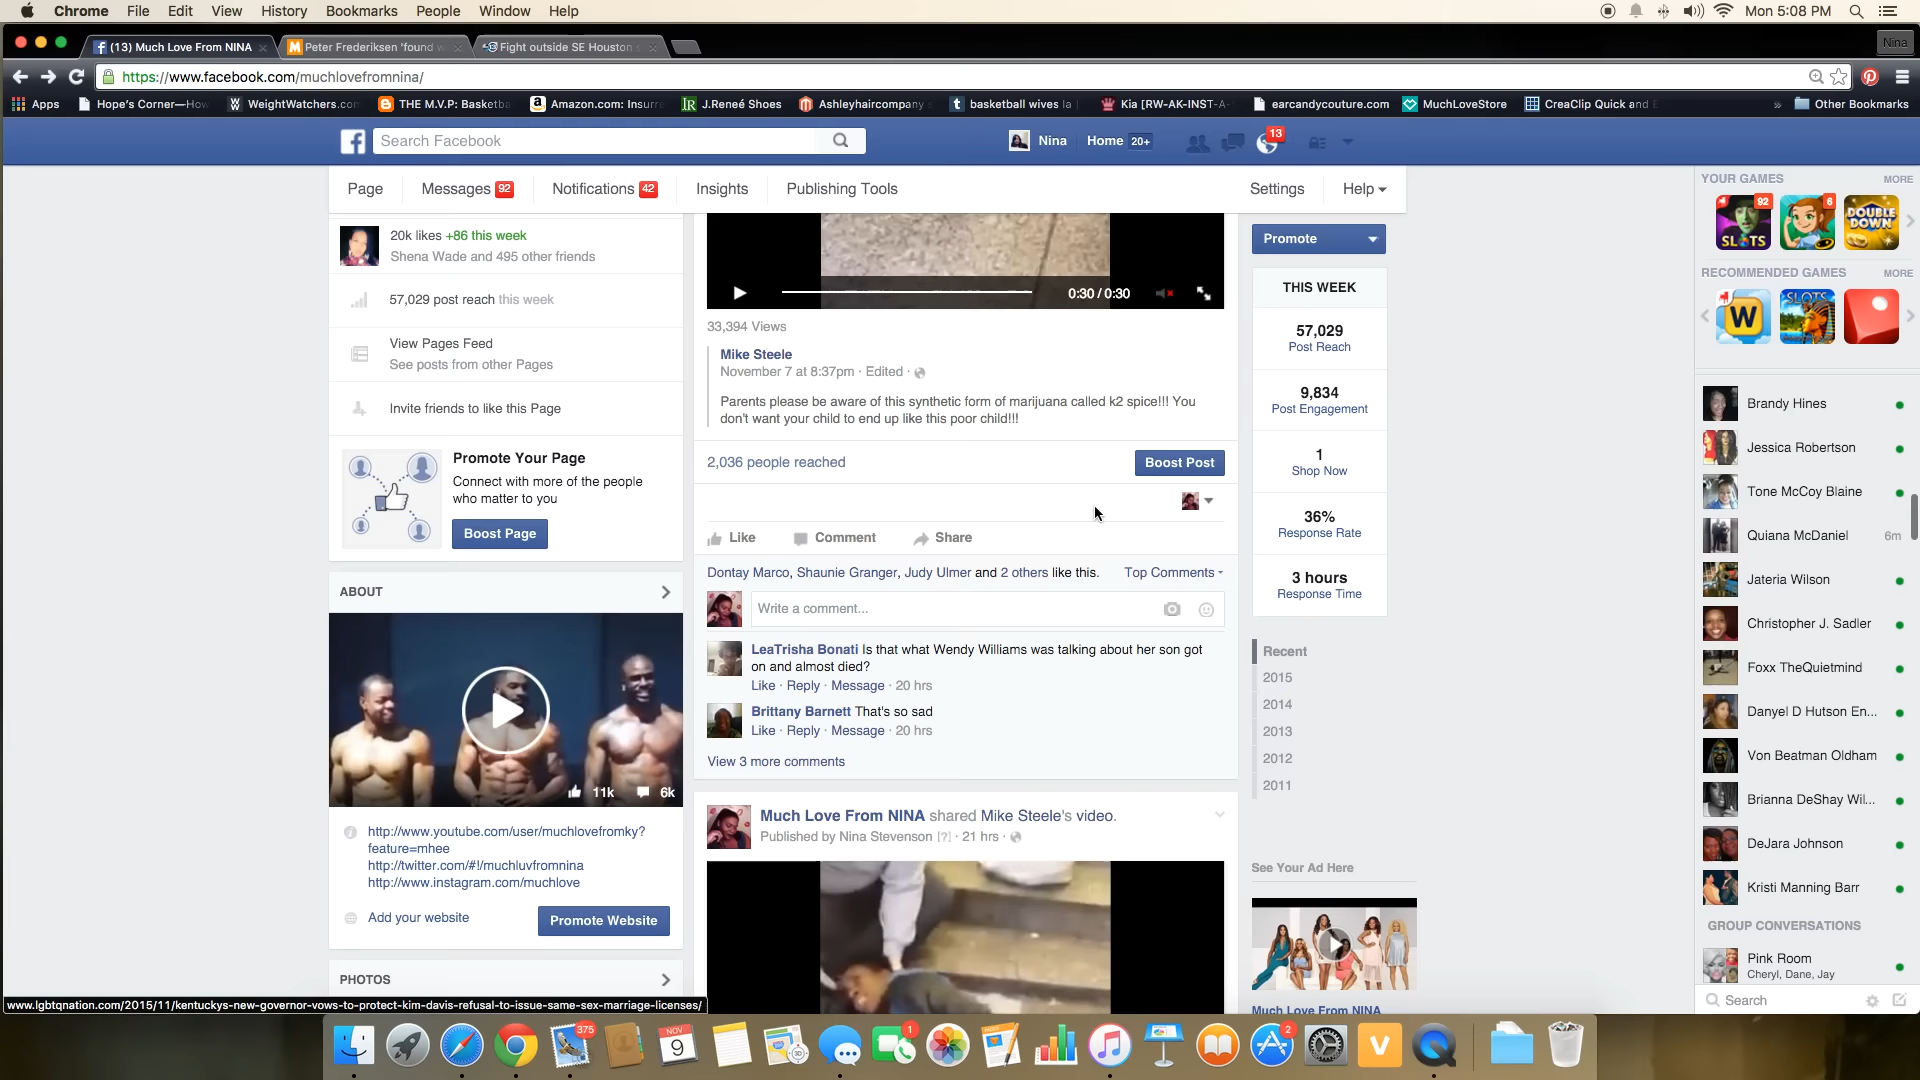 Chrome File Edit View History Bookmarks People Window Help Mon 5:08 PM
(13) Much Love From NINA
Peter Frederiksen 'found w
Fight outside SE Houston
Nina
https://www.facebook.com/muchlovefromnina/
Apps Hope's Corner—How WeightWatchers.com THE M.V.P: Basketba Amazon.com: Insurre J.Reneé Shoes Ashleyhaircompany basketball wives la Kia [RW-AK-INST-A- earcandycouture.com MuchLoveStore CreaClip Quick and E » Other Bookmarks
Search Facebook
Nina Home 20+ 13
Page Messages 92 Notifications 42 Insights Publishing Tools Settings Help
20k likes +86 this week
Shena Wade and 495 other friends
57,029 post reach this week
View Pages Feed
See posts from other Pages
Invite friends to like this Page
Promote Your Page
Connect with more of the people
who matter to you
Boost Page
ABOUT
11k 6k
http://www.youtube.com/user/muchlovefromky?
feature=mhee
http://twitter.com/#!/muchluvfromnina
http://www.instagram.com/muchlove
Add your website
Promote Website
PHOTOS
0:30 / 0:30
33,394 Views
Mike Steele
November 7 at 8:37pm · Edited ·
Parents please be aware of this synthetic form of marijuana called k2 spice!!! You
don't want your child to end up like this poor child!!!
2,036 people reached
Boost Post
Like Comment Share
Dontay Marco, Shaunie Granger, Judy Ulmer and 2 others like this. Top Comments
Write a comment...
LeaTrisha Bonati Is that what Wendy Williams was talking about her son got
on and almost died?
Like · Reply · Message · 20 hrs
Brittany Barnett That's so sad
Like · Reply · Message · 20 hrs
View 3 more comments
Much Love From NINA shared Mike Steele's video.
Published by Nina Stevenson [?] · 21 hrs ·
Promote
THIS WEEK
57,029
Post Reach
9,834
Post Engagement
1
Shop Now
36%
Response Rate
3 hours
Response Time
Recent
2015
2014
2013
2012
2011
See Your Ad Here
Much Love From NINA
YOUR GAMES MORE
92 6
SLOTS DOUBLE
DOWN
RECOMMENDED GAMES MORE
W SLOTS
Brandy Hines
Jessica Robertson
Tone McCoy Blaine
Quiana McDaniel 6m
Jateria Wilson
Christopher J. Sadler
Foxx TheQuietmind
Danyel D Hutson En...
Von Beatman Oldham
Brianna DeShay Wil...
DeJara Johnson
Kristi Manning Barr
GROUP CONVERSATIONS
Pink Room
Cheryl, Dane, Jay
Search
www.lgbtqnation.com/2015/11/kentuckys-new-governor-vows-to-protect-kim-davis-refusal-to-issue-same-sex-marriage-licenses/
375 NOV 9 1 2 V